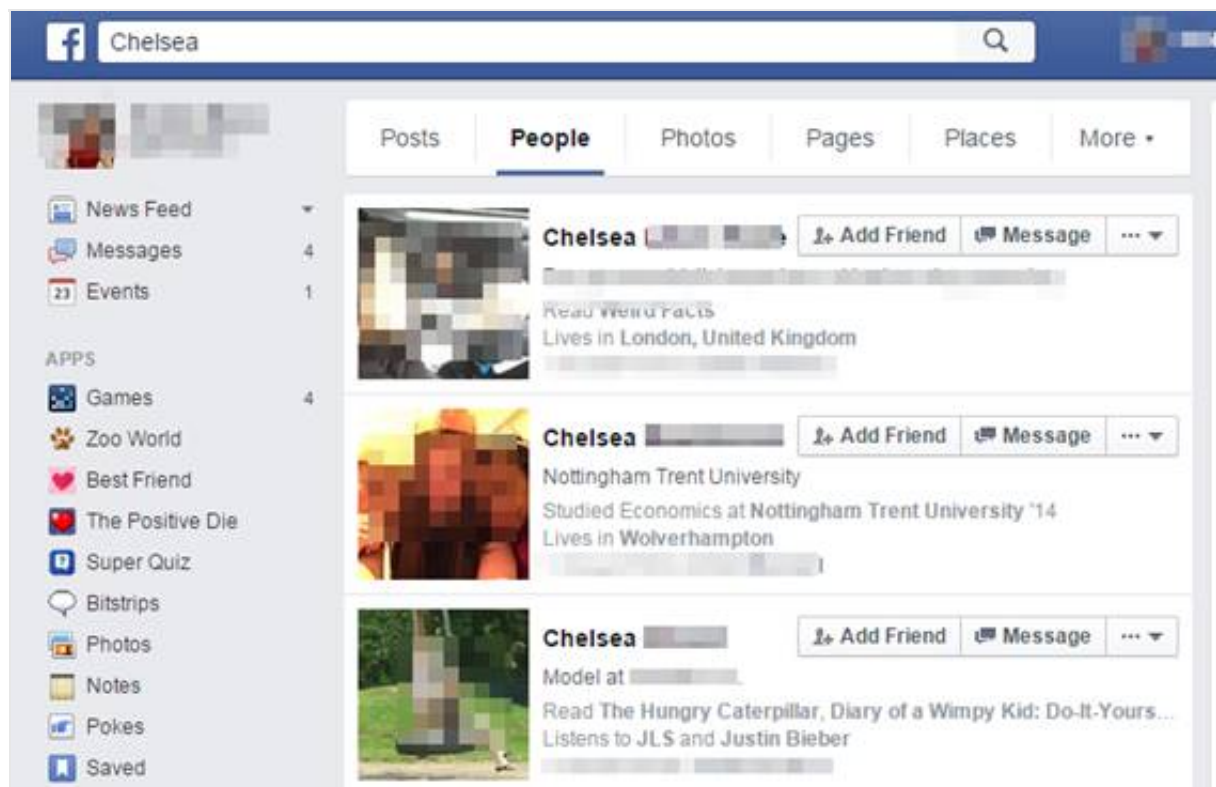 f
Chelsea
Posts
People
Photos
Pages
Places
More
News Feed
Messages 4
23 Events 1
APPS
Games 4
Zoo World
Best Friend
The Positive Die
Super Quiz
Bitstrips
Photos
Notes
Pokes
Saved
Chelsea
Add Friend
Message
...
Read Weird Facts
Lives in London, United Kingdom
Chelsea
Add Friend
Message
...
Nottingham Trent University
Studied Economics at Nottingham Trent University '14
Lives in Wolverhampton
Chelsea
Add Friend
Message
...
Model at
Read The Hungry Caterpillar, Diary of a Wimpy Kid: Do-It-Yours...
Listens to JLS and Justin Bieber